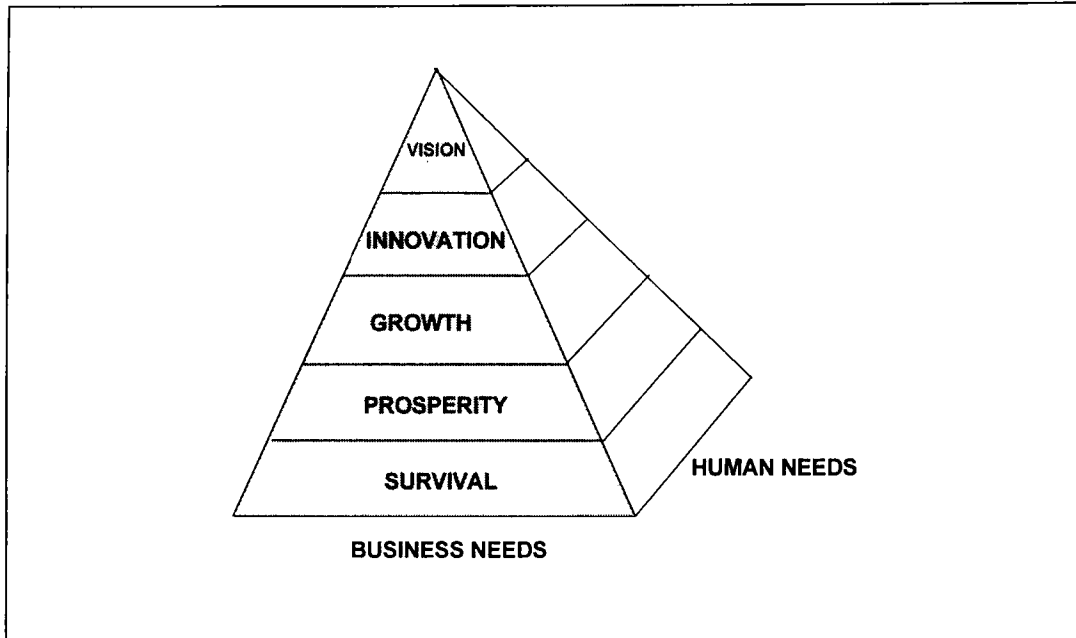 VISION
INNOVATION
GROWTH
PROSPERITY
SURVIVAL
HUMAN NEEDS
BUSINESS NEEDS